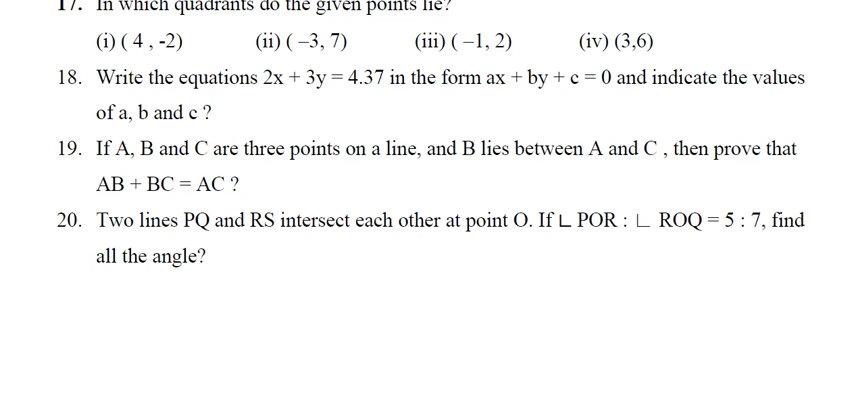 17. In which quadrants do the given points lie?
(i) ( 4 , -2) (ii) ( –3, 7) (iii) ( –1, 2) (iv) (3,6)
18. Write the equations 2x + 3y = 4.37 in the form ax + by + c = 0 and indicate the values
of a, b and c ?
19. If A, B and C are three points on a line, and B lies between A and C , then prove that
AB + BC = AC ?
20. Two lines PQ and RS intersect each other at point O. If ∟ POR : ∟ ROQ = 5 : 7, find
all the angle?